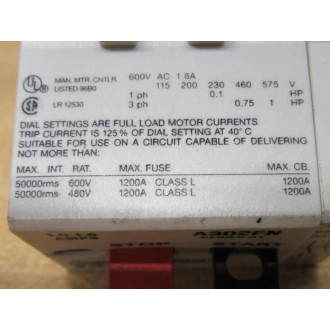 UL MAN. MTR. CNTLR 600V AC 1.6A
LISTED 96B0 115 200 230 460 575 V
1 ph 0,1 HP
LR 12530 3 ph 0,75 1 HP
DIAL SETTINGS ARE FULL LOAD MOTOR CURRENTS
TRIP CURRENT IS 125% OF DIAL SETTING AT 40°C
SUITABLE FOR USE ON A CIRCUIT CAPABLE OF DELIVERING
NOT MORE THAN:
MAX. INT. RAT. MAX. FUSE MAX. CB.
50000rms 600V 1200A CLASS L 1200A
50000rms 480V 1200A CLASS L 1200A
AMPS A302FN
STOP START